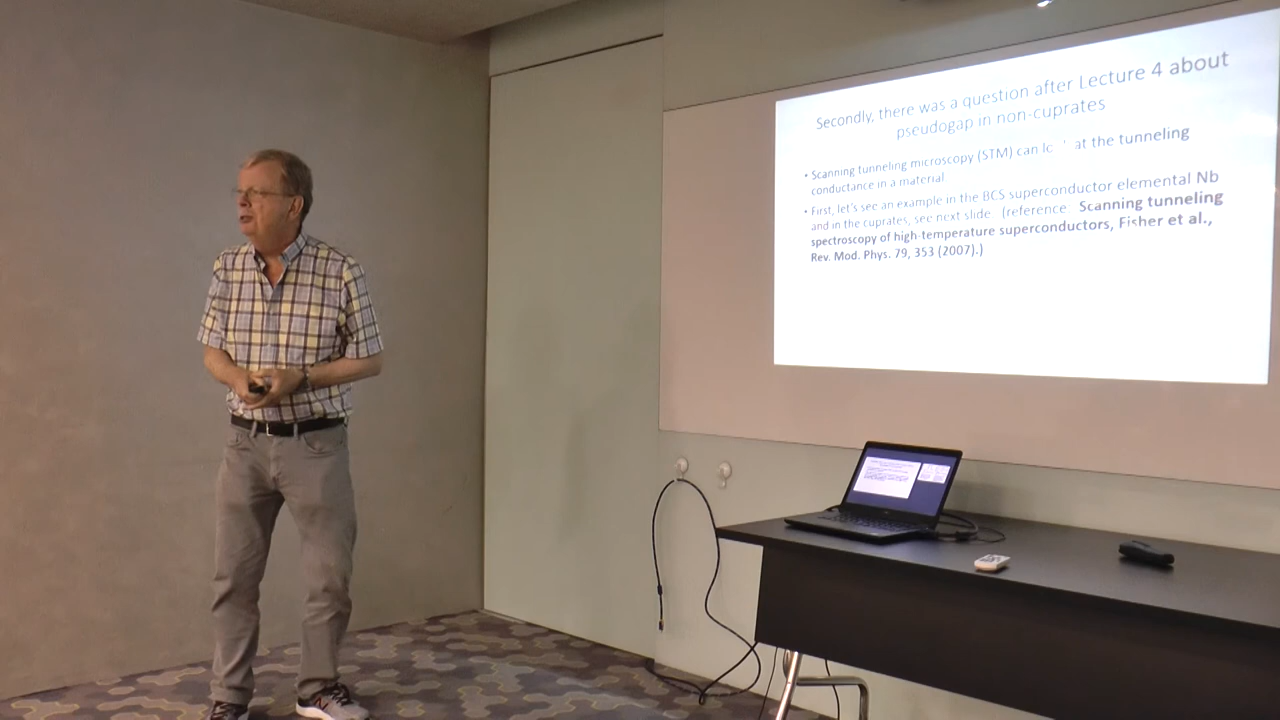 Secondly, there was a question after Lecture 4 about
pseudogap in non-cuprates
• Scanning tunneling microscopy (STM) can at the tunneling
conductance in a material
• First, let's see an example in the BCS superconductor elemental Nb
and in the cuprates, see next slide. (reference: Scanning tunneling
spectroscopy of high-temperature superconductors, Fisher et al.,
Rev. Mod. Phys. 79, 353 (2007).)